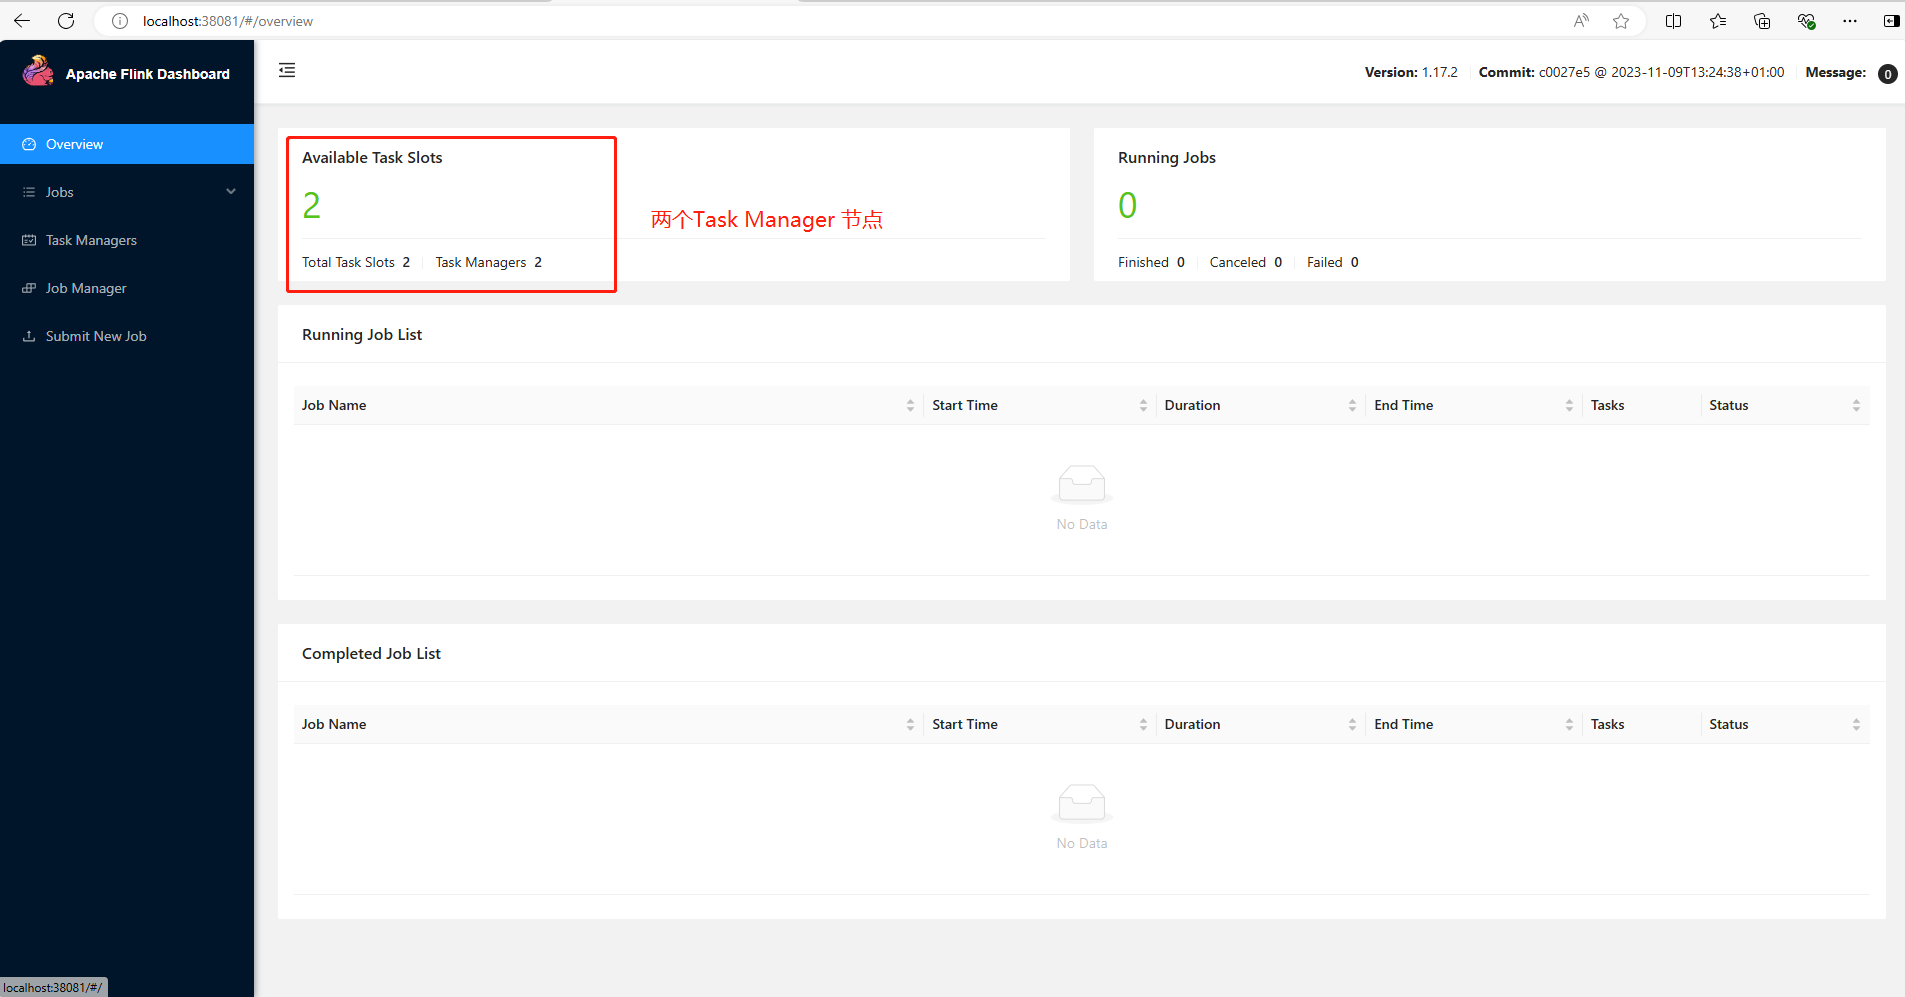 localhost:38081/#/overview
Apache Flink Dashboard
Version: 1.17.2 Commit: c0027e5 @ 2023-11-09T13:24:38+01:00 Message: 0
Overview
Jobs
Task Managers
Job Manager
Submit New Job
Available Task Slots
2
Total Task Slots 2 Task Managers 2
两个Task Manager 节点
Running Jobs
0
Finished 0 Canceled 0 Failed 0
Running Job List
Job Name Start Time Duration End Time Tasks Status
No Data
Completed Job List
Job Name Start Time Duration End Time Tasks Status
No Data
localhost:38081/#/